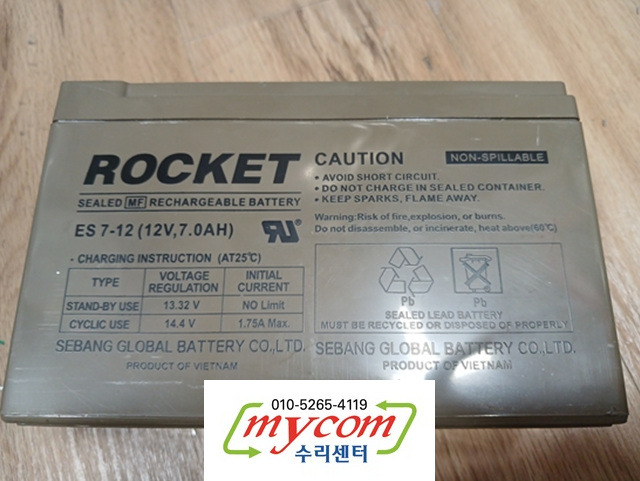 ROCKET
SEALED MF RECHARGEABLE BATTERY
ES 7-12 (12V,7.0AH)
• CHARGING INSTRUCTION (AT25℃)
TYPE VOLTAGE REGULATION INITIAL CURRENT
STAND-BY USE 13.32 V NO Limit
CYCLIC USE 14.4 V 1.75A Max.
SEBANG GLOBAL BATTERY CO.,LTD.
PRODUCT OF VIETNAM
CAUTION NON-SPILLABLE
• AVOID SHORT CIRCUIT.
• DO NOT CHARGE IN SEALED CONTAINER.
• KEEP SPARKS, FLAME AWAY.
Warning:Risk of fire,explosion, or burns.
Do not disassemble, or incinerate, heat above(60℃)
Pb Pb
SEALED LEAD BATTERY
MUST BE RECYCLED OR DISPOSED OF PROPERLY
SEBANG GLOBAL BATTERY CO.,LTD.
PRODUCT OF VIETNAM
010-5265-4119
mycom
수리센터